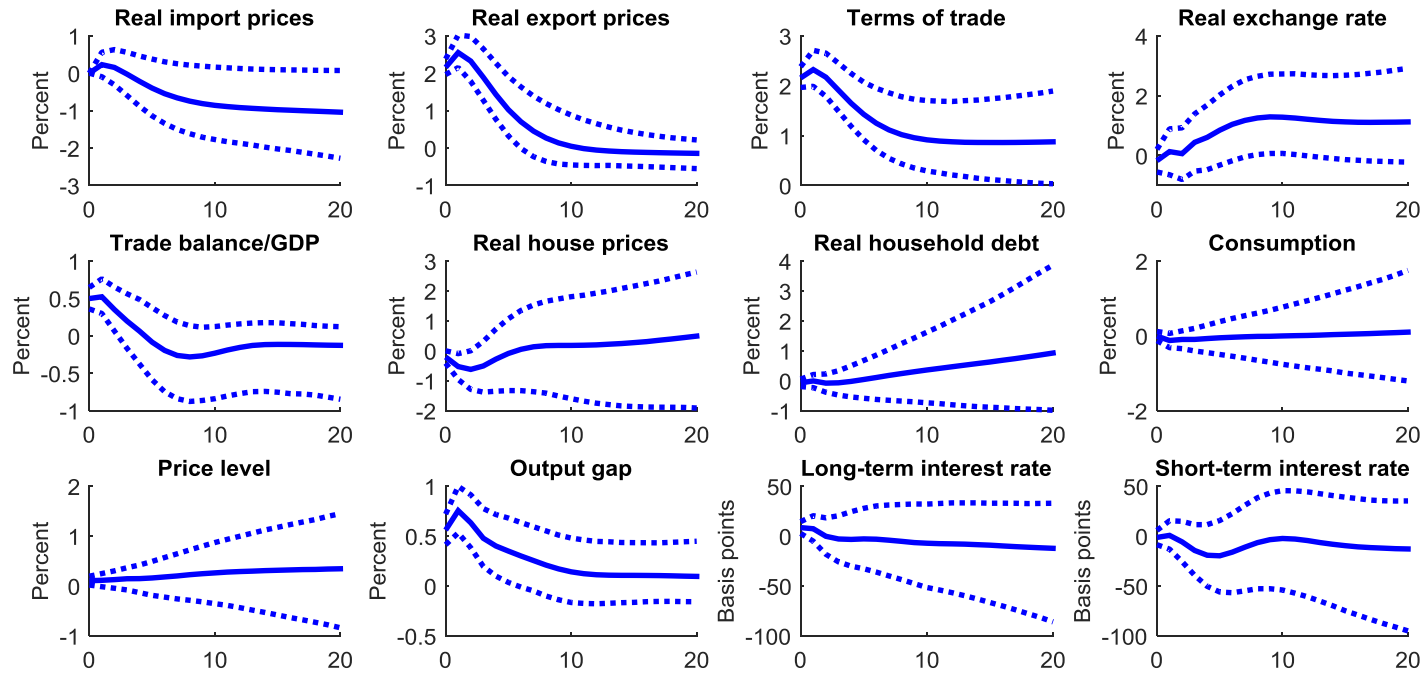 Real import prices
Real export prices
Terms of trade
Real exchange rate
1
0
-1
-2
-3
Percent
0 10 20
3
2
1
0
-1
Percent
0 10 20
3
2
1
0
Percent
0 10 20
4
2
0
Percent
0 10 20
Trade balance/GDP
Real house prices
Real household debt
Consumption
1
0.5
0
-0.5
-1
Percent
0 10 20
3
2
1
0
-1
-2
Percent
0 10 20
4
3
2
1
0
-1
Percent
0 10 20
2
0
-2
Percent
0 10 20
Price level
Output gap
Long-term interest rate
Short-term interest rate
2
1
0
-1
Percent
0 10 20
1
0.5
0
-0.5
Percent
0 10 20
50
0
-50
-100
Basis points
0 10 20
50
0
-50
-100
Basis points
0 10 20